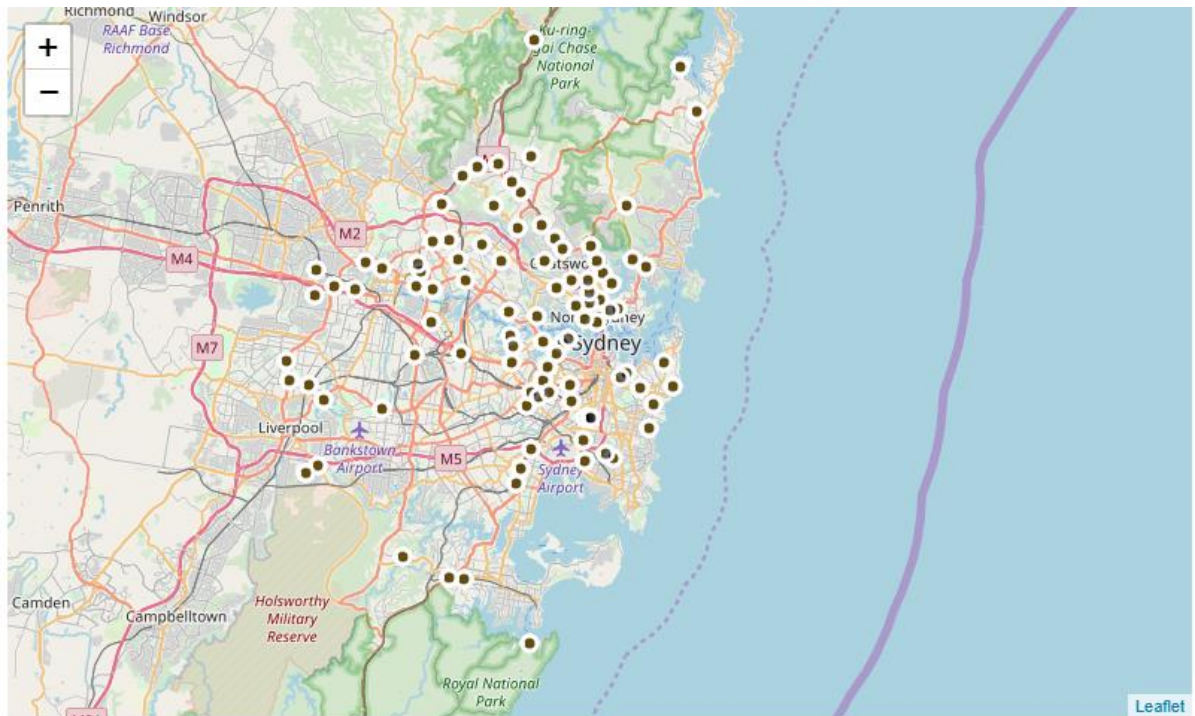 Richmond
Windsor
RAAF Base
Richmond
+
−
Ku-ring-
gai Chase
National
Park
Penrith
M2
M4
M7
Sydney
Liverpool
Bankstown
Airport
M5
Sydney
Airport
Camden
Campbelltown
Holsworthy
Military
Reserve
Royal National
Park
Leaflet